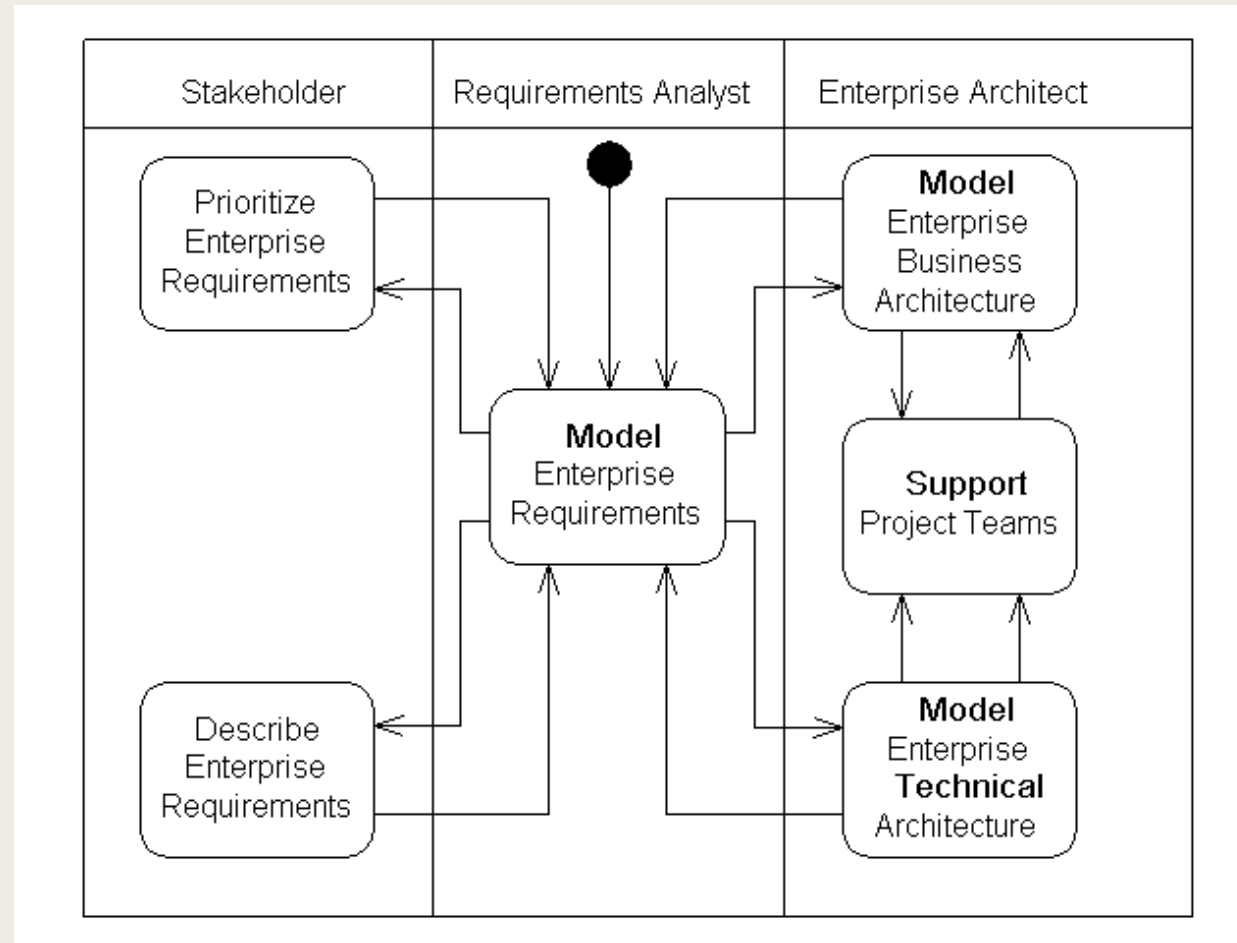 Stakeholder
Requirements Analyst
Enterprise Architect
Prioritize
Enterprise
Requirements
Model
Enterprise
Business
Architecture
Model
Enterprise
Requirements
Support
Project Teams
Describe
Enterprise
Requirements
Model
Enterprise
Technical
Architecture